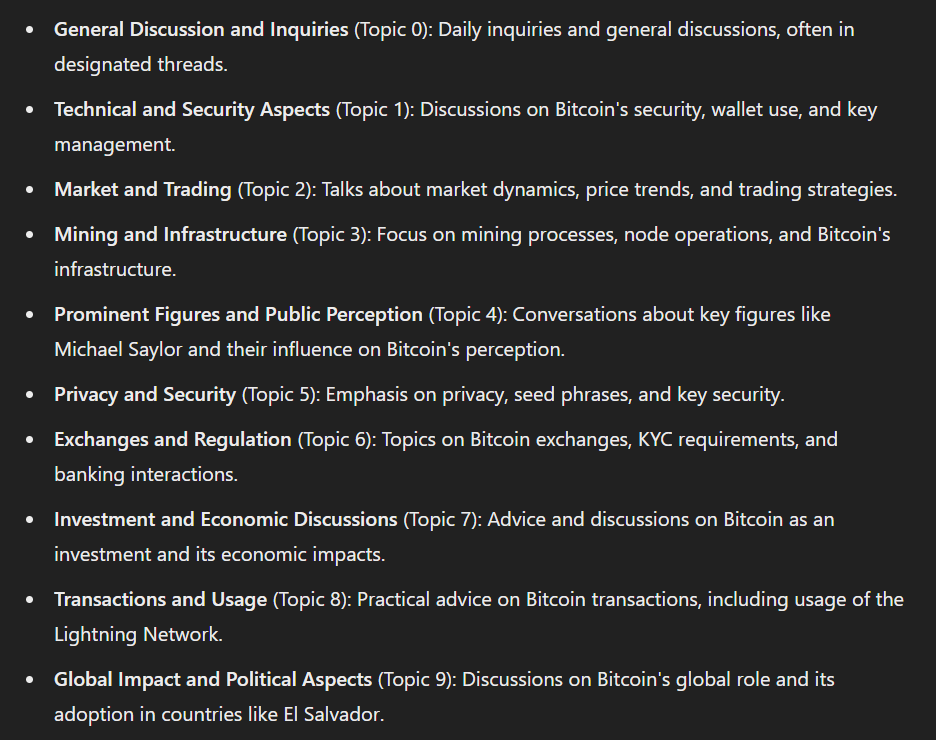 • General Discussion and Inquiries (Topic 0): Daily inquiries and general discussions, often in
designated threads.
• Technical and Security Aspects (Topic 1): Discussions on Bitcoin's security, wallet use, and key
management.
• Market and Trading (Topic 2): Talks about market dynamics, price trends, and trading strategies.
• Mining and Infrastructure (Topic 3): Focus on mining processes, node operations, and Bitcoin's
infrastructure.
• Prominent Figures and Public Perception (Topic 4): Conversations about key figures like
Michael Saylor and their influence on Bitcoin's perception.
• Privacy and Security (Topic 5): Emphasis on privacy, seed phrases, and key security.
• Exchanges and Regulation (Topic 6): Topics on Bitcoin exchanges, KYC requirements, and
banking interactions.
• Investment and Economic Discussions (Topic 7): Advice and discussions on Bitcoin as an
investment and its economic impacts.
• Transactions and Usage (Topic 8): Practical advice on Bitcoin transactions, including usage of the
Lightning Network.
• Global Impact and Political Aspects (Topic 9): Discussions on Bitcoin's global role and its
adoption in countries like El Salvador.